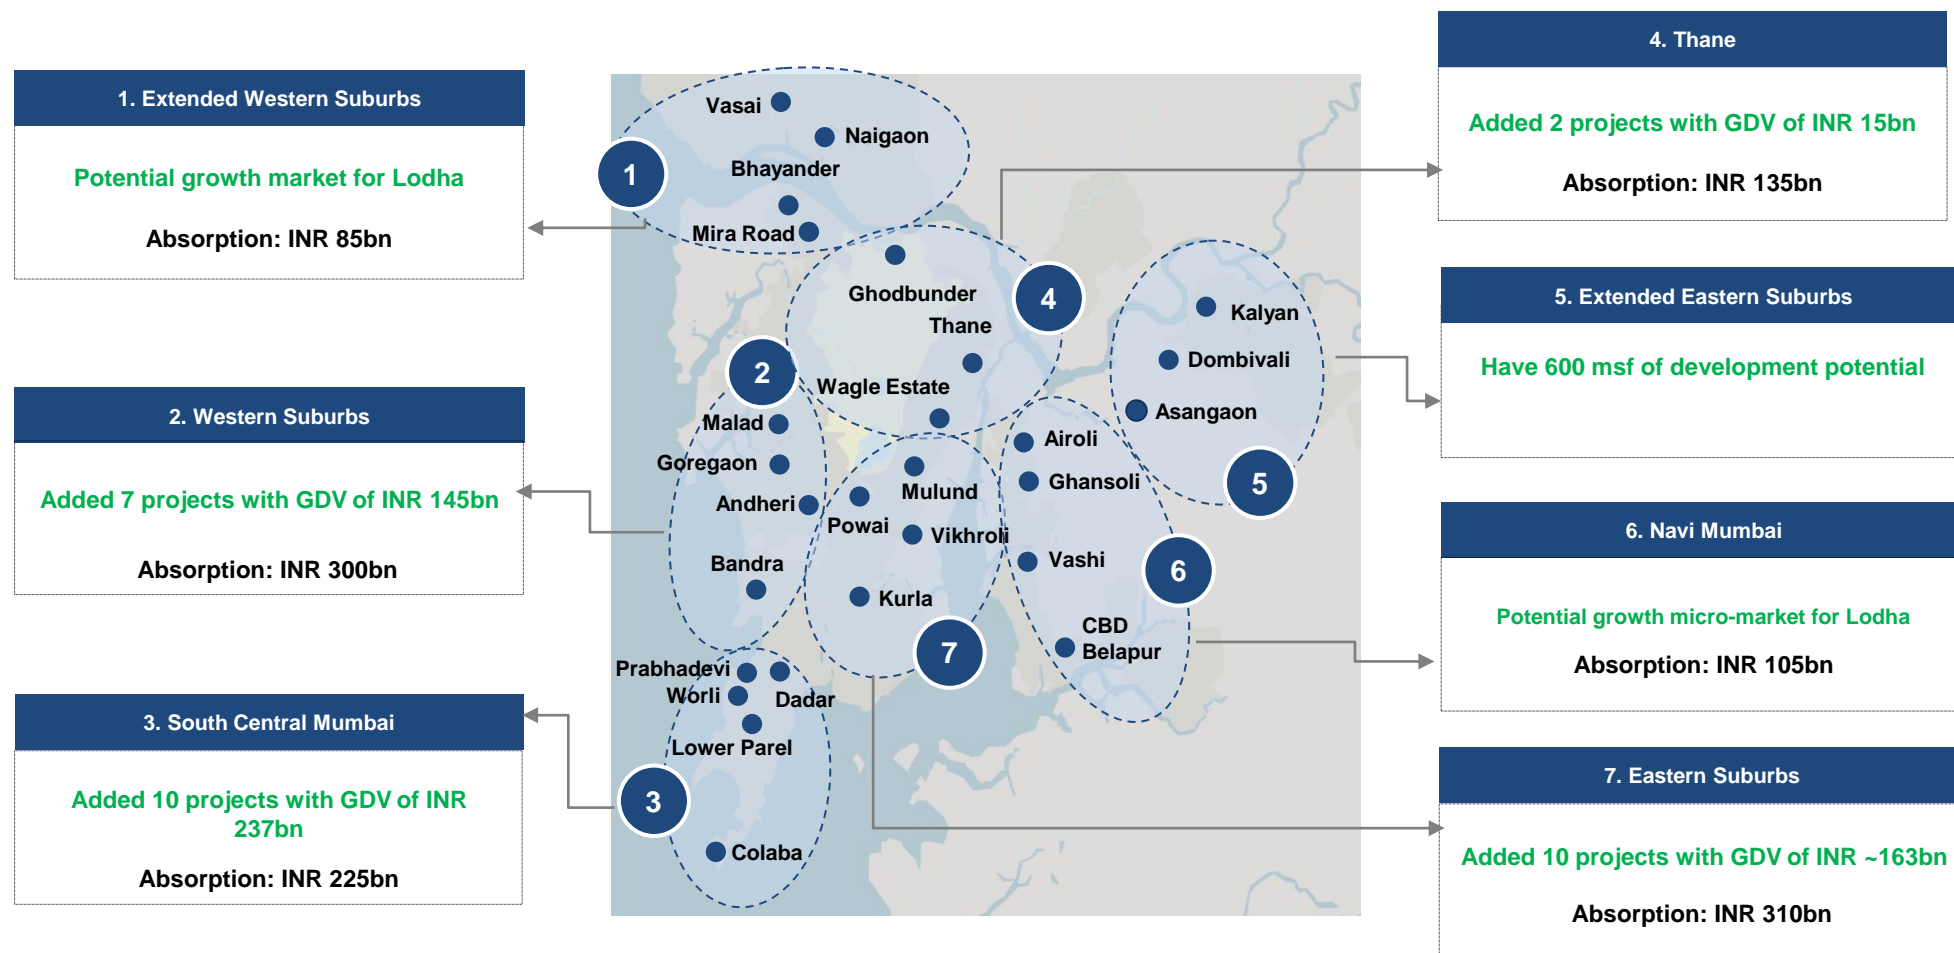 1. Extended Western Suburbs
Potential growth market for Lodha
Absorption: INR 85bn
2. Western Suburbs
Added 7 projects with GDV of INR 145bn
Absorption: INR 300bn
3. South Central Mumbai
Added 10 projects with GDV of INR
237bn
Absorption: INR 225bn
Vasai
Naigaon
Bhayander
1
Mira Road
Ghodbunder
4
Thane
2
Wagle Estate
Malad
Goregaon
Andheri
Bandra
Mulund
Powai
Vikhroli
Kurla
7
Kalyan
Dombivali
Asangaon
5
Airoli
Ghansoli
Vashi
6
CBD
Belapur
Prabhadevi
Worli
Dadar
Lower Parel
3
Colaba
4. Thane
Added 2 projects with GDV of INR 15bn
Absorption: INR 135bn
5. Extended Eastern Suburbs
Have 600 msf of development potential
6. Navi Mumbai
Potential growth micro-market for Lodha
Absorption: INR 105bn
7. Eastern Suburbs
Added 10 projects with GDV of INR ~163bn
Absorption: INR 310bn